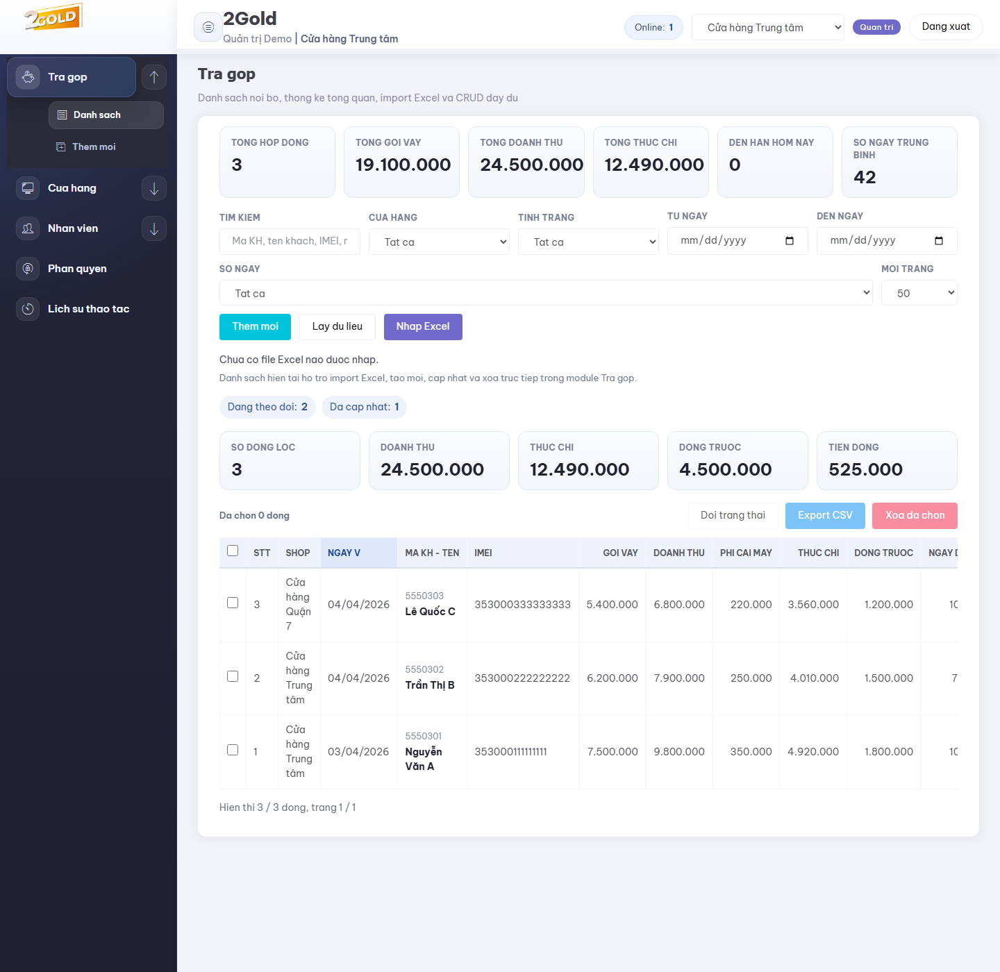 2GOLD
2Gold
Quản trị Demo | Cửa hàng Trung tâm
Online: 1
Cửa hàng Trung tâm
Quan tri
Dang xuat
Tra gop
Danh sach
Them moi
Cua hang
Nhan vien
Phan quyen
Lich su thao tac
Tra gop
Danh sach noi bo, thong ke tong quan, import Excel va CRUD day du
TONG HOP DONG
3
TONG GOI VAY
19.100.000
TONG DOANH THU
24.500.000
TONG THUC CHI
12.490.000
DEN HAN HOM NAY
0
SO NGAY TRUNG
BINH
42
TIM KIEM
Ma KH, ten khach, IMEI, r
CUA HANG
Tat ca
TINH TRANG
Tat ca
TU NGAY
mm/dd/yyyy
DEN NGAY
mm/dd/yyyy
SO NGAY
Tat ca
MOI TRANG
50
Them moi
Lay du lieu
Nhap Excel
Chua co file Excel nao duoc nhap.
Danh sach hien tai ho tro import Excel, tao moi, cap nhat va xoa truc tiep trong module Tra gop.
Dang theo doi: 2
Da cap nhat: 1
SO DONG LOC
3
DOANH THU
24.500.000
THUC CHI
12.490.000
DONG TRUOC
4.500.000
TIEN DONG
525.000
Da chon 0 dong
Doi trang thai
Export CSV
Xoa da chon
STT SHOP NGAY V MA KH - TEN IMEI GOI VAY DOANH THU PHI CAI MAY THUC CHI DONG TRUOC NGAY
3
Cửa
hàng
Quận
7
04/04/2026
5550303
Lê Quốc C
353000333333333 5.400.000 6.800.000 220.000 3.560.000 1.200.000 10
2
Cửa
hàng
Trung
tâm
04/04/2026
5550302
Trần Thị B
353000222222222 6.200.000 7.900.000 250.000 4.010.000 1.500.000 7
1
Cửa
hàng
Trung
tâm
03/04/2026
5550301
Nguyễn
Văn A
353000111111111 7.500.000 9.800.000 350.000 4.920.000 1.800.000 10
Hien thi 3 / 3 dong, trang 1 / 1